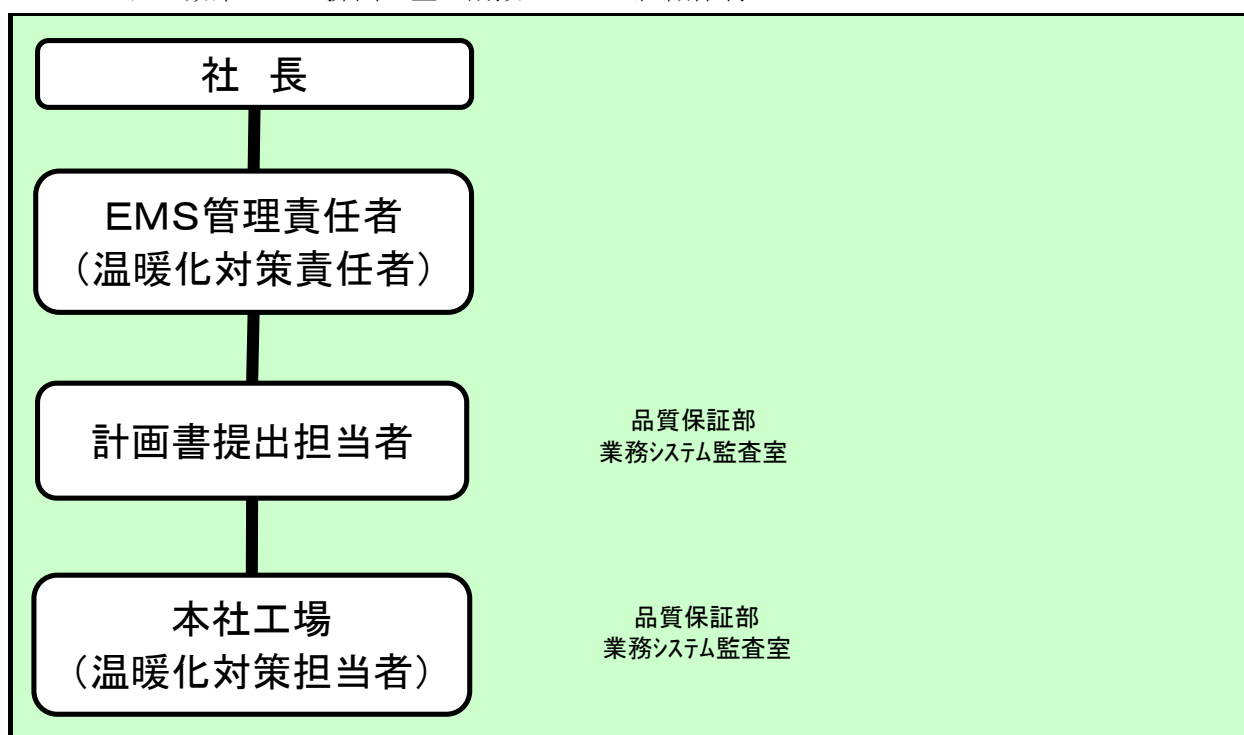 社 長
EMS管理責任者
（温暖化対策責任者）
計画書提出担当者
品質保証部
業務ｼｽﾃﾑ監査室
本社工場
（温暖化対策担当者）
品質保証部
業務ｼｽﾃﾑ監査室